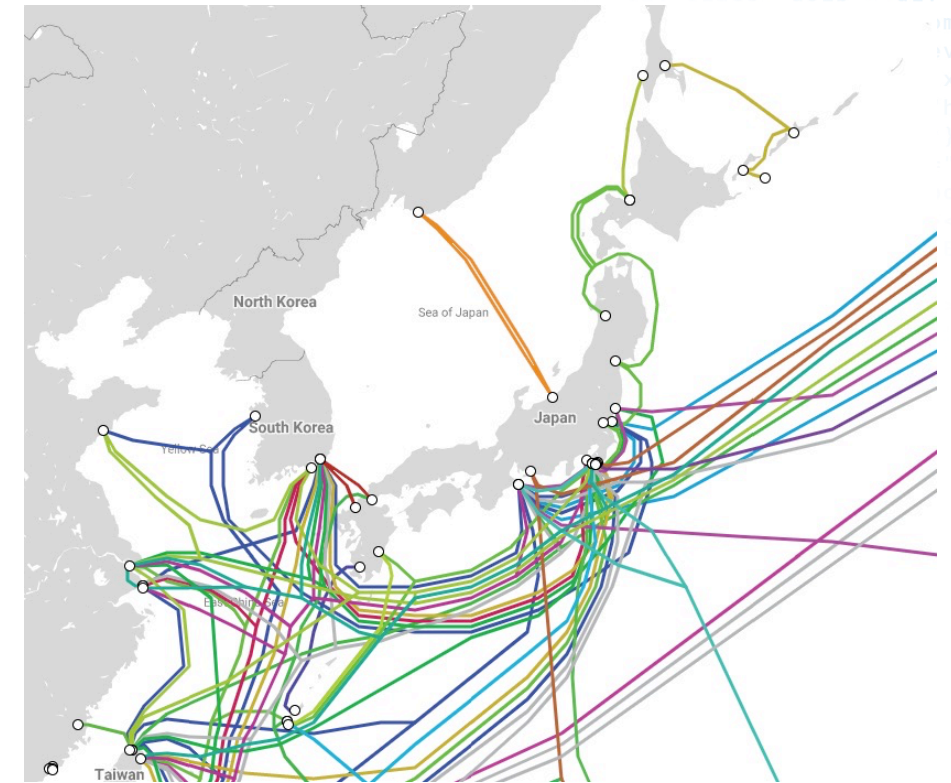 North Korea
Sea of Japan
Japan
South Korea
Yellow Sea
East China Sea
Taiwan